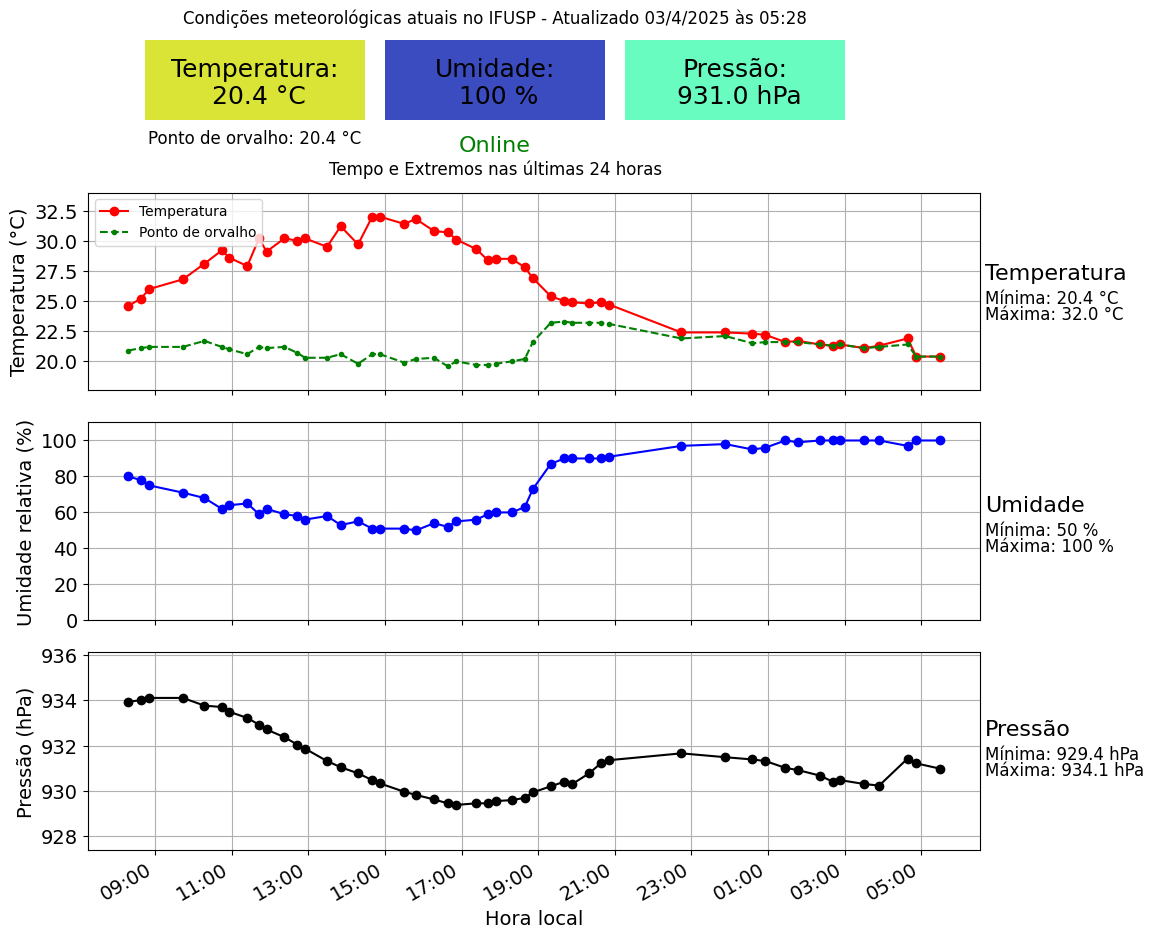 Condições meteorológicas atuais no IFUSP - Atualizado 03/4/2025 às 05:28
Temperatura:
20.4 °C
Umidade:
100 %
Pressão:
931.0 hPa
Ponto de orvalho: 20.4 °C
Online
Tempo e Extremos nas últimas 24 horas
Temperatura (°C)
32.5
30.0
27.5
25.0
22.5
20.0
Temperatura
Ponto de orvalho
Temperatura
Mínima: 20.4 °C
Máxima: 32.0 °C
Umidade relativa (%)
100
80
60
40
20
0
Umidade
Mínima: 50 %
Máxima: 100 %
Pressão (hPa)
936
934
932
930
928
Pressão
Mínima: 929.4 hPa
Máxima: 934.1 hPa
09:00
11:00
13:00
15:00
17:00
19:00
21:00
23:00
01:00
03:00
05:00
Hora local